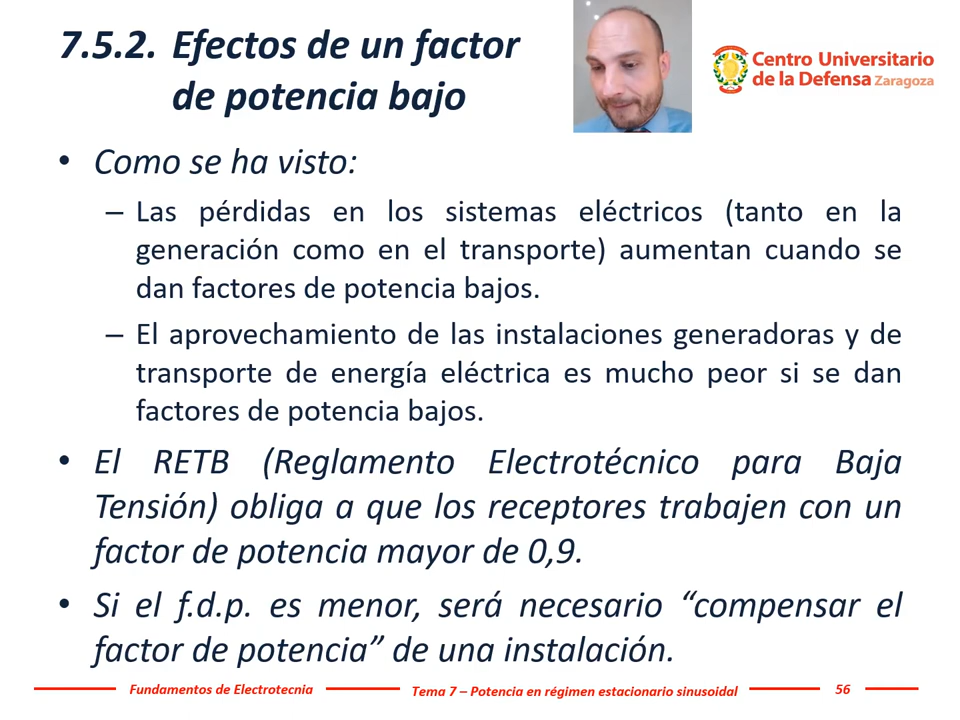 7.5.2. Efectos de un factor
de potencia bajo
Centro Universitario
de la Defensa Zaragoza
• Como se ha visto:
– Las pérdidas en los sistemas eléctricos (tanto en la
generación como en el transporte) aumentan cuando se
dan factores de potencia bajos.
– El aprovechamiento de las instalaciones generadoras y de
transporte de energía eléctrica es mucho peor si se dan
factores de potencia bajos.
• El RETB (Reglamento Electrotécnico para Baja
Tensión) obliga a que los receptores trabajen con un
factor de potencia mayor de 0,9.
• Si el f.d.p. es menor, será necesario “compensar el
factor de potencia” de una instalación.
Fundamentos de Electrotecnia
Tema 7 – Potencia en régimen estacionario sinusoidal
56